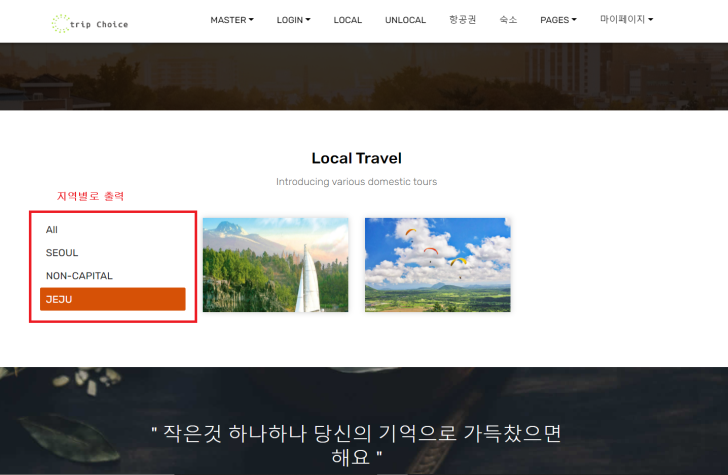 trip Choice
MASTER LOGIN LOCAL UNLOCAL 항공권 숙소 PAGES 마이페이지
Local Travel
Introducing various domestic tours
지역별로 출력
All
SEOUL
NON-CAPITAL
JEJU
" 작은것 하나하나 당신의 기억으로 가득찼으면
해요 "